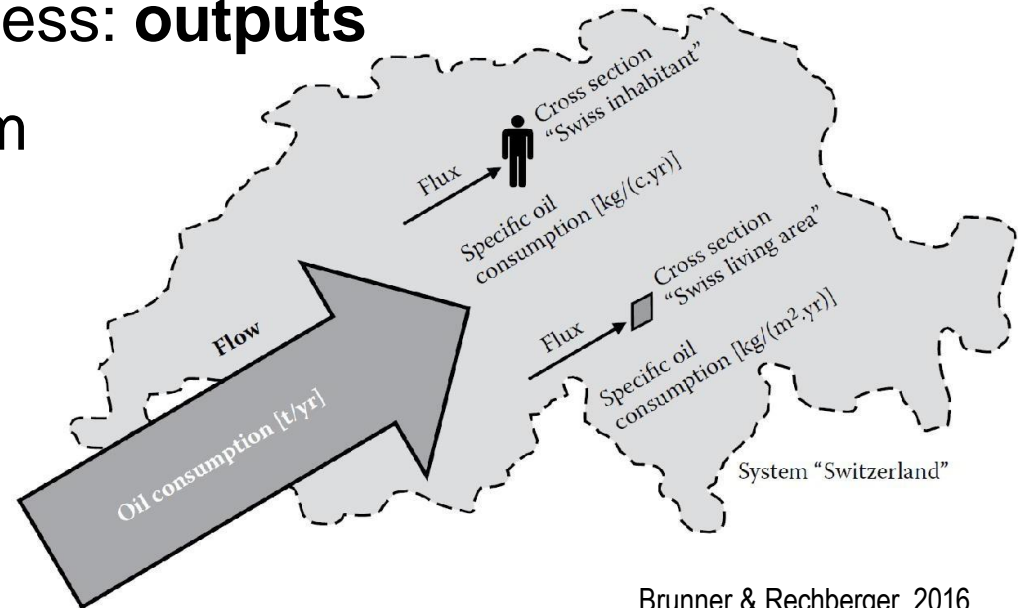 ess: outputs
m
Cross section
"Swiss inhabitant"
Flux
Specific oil
consumption [kg/(c.yr)]
Cross section
"Swiss living area"
Flow
Flux
Specific oil
consumption [kg/(m².yr)]
Oil consumption [t/yr]
System "Switzerland"
Brunner & Rechberger, 2016